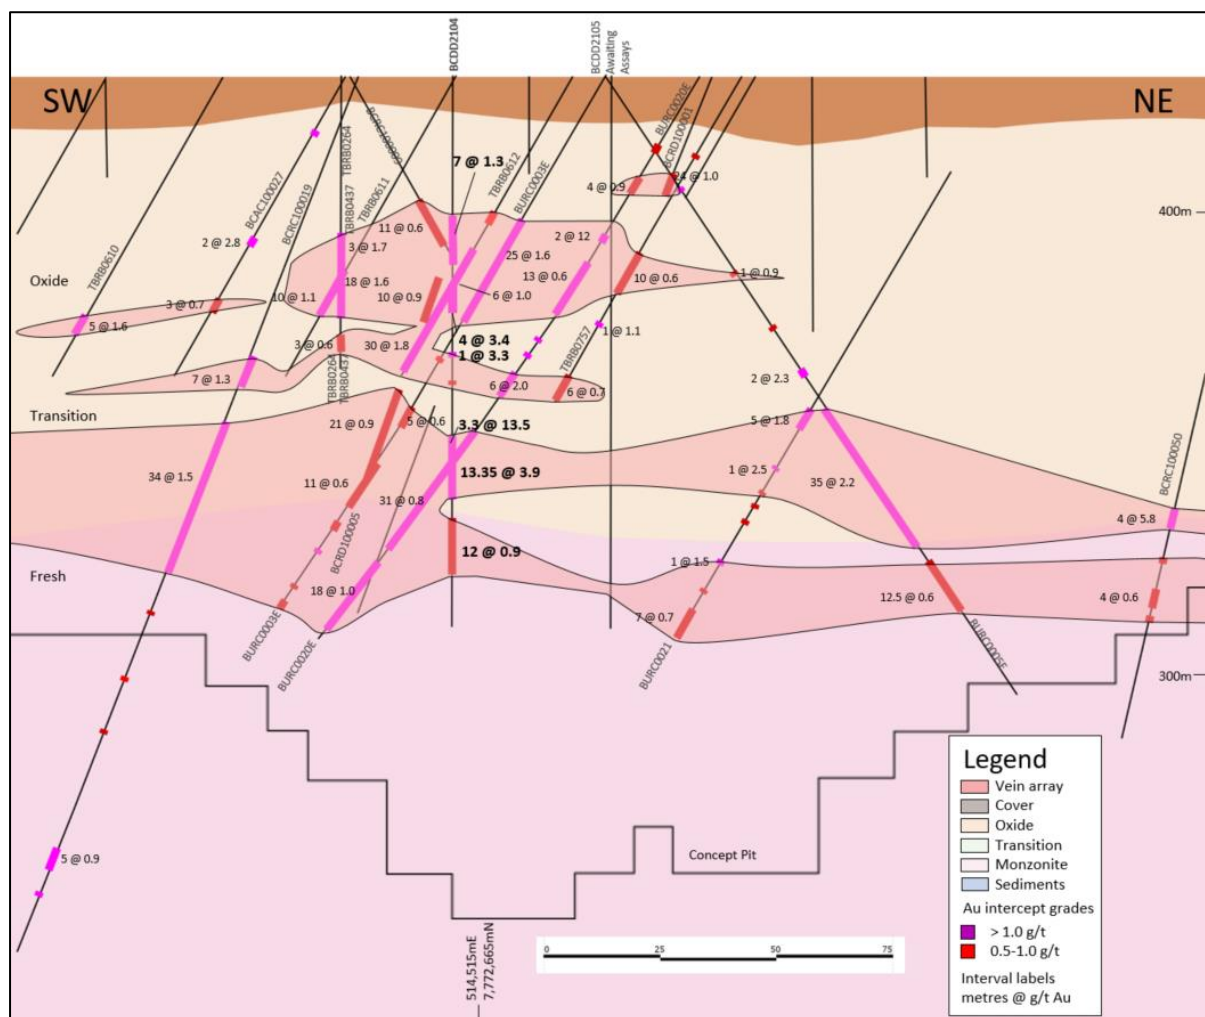 BCDD2104
BCDD2105
Awaiting
Assays
SW
NE
BCRC100009
TBRB0264
TBRB0437
TBRB0611
BURC0020E
BCRD100001
7 @ 1.3
TBRB0612
BURC0003E
BCAC100027
BCRC100019
4 @ 0.9
24 @ 1.0
400m
11 @ 0.6
2 @ 2.8
3 @ 1.7
2 @ 12
25 @ 1.6
TBRB0610
Oxide
18 @ 1.6
13 @ 0.6
10 @ 0.6
1 @ 0.9
10 @ 1.1
10 @ 0.9
6 @ 1.0
3 @ 0.7
5 @ 1.6
1 @ 1.1
4 @ 3.4
3 @ 0.6
30 @ 1.8
1 @ 3.3
TBRB0757
TBRB0264
TBRB0437
7 @ 1.3
6 @ 2.0
6 @ 0.7
2 @ 2.3
Transition
21 @ 0.9
5 @ 0.6
3.3 @ 13.5
5 @ 1.8
34 @ 1.5
13.35 @ 3.9
1 @ 2.5
11 @ 0.6
35 @ 2.2
BCRC100050
31 @ 0.8
4 @ 5.8
BCRD100005
12 @ 0.9
1 @ 1.5
Fresh
18 @ 1.0
12.5 @ 0.6
4 @ 0.6
7 @ 0.7
BURC0003E
BURC0020E
BURC0021
BURC0005E
300m
Concept Pit
5 @ 0.9
514,515mE
7,772,665mN
0 25 50 75
Legend
Vein array
Cover
Oxide
Transition
Monzonite
Sediments
Au intercept grades
> 1.0 g/t
0.5-1.0 g/t
Interval labels
metres @ g/t Au